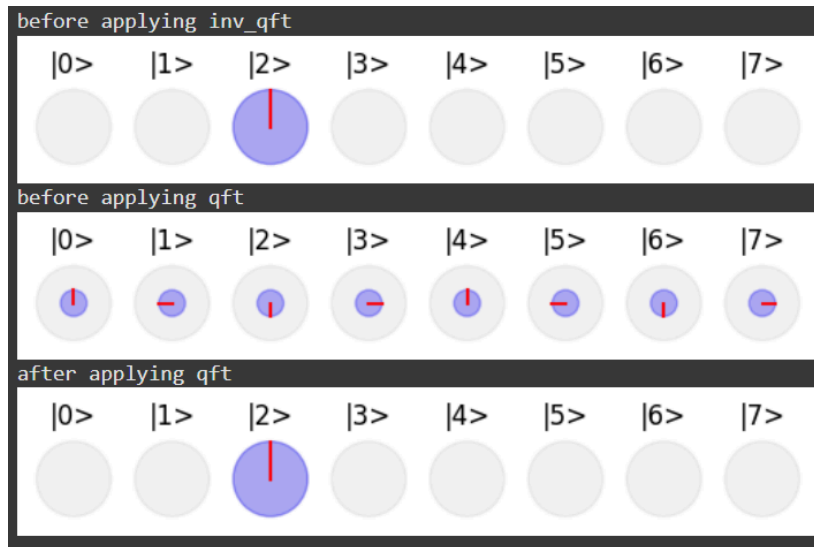 before applying inv_qft
|0> |1> |2> |3> |4> |5> |6> |7>
before applying qft
|0> |1> |2> |3> |4> |5> |6> |7>
after applying qft
|0> |1> |2> |3> |4> |5> |6> |7>